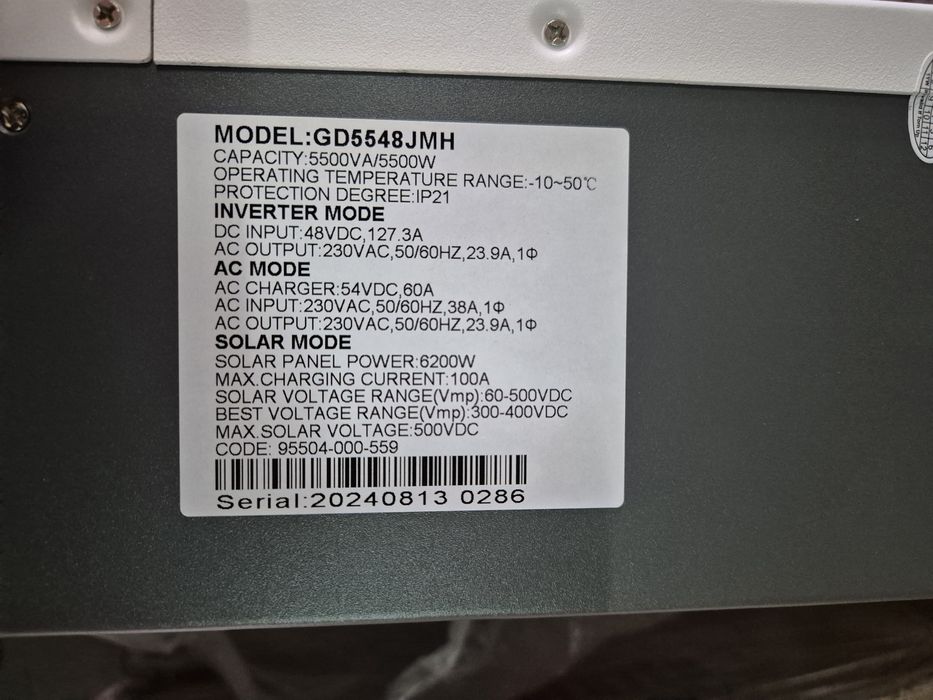 MODEL:GD5548JMH
CAPACITY:5500VA/5500W
OPERATING TEMPERATURE RANGE:-10~50℃
PROTECTION DEGREE:IP21
INVERTER MODE
DC INPUT:48VDC,127.3A
AC OUTPUT:230VAC,50/60HZ,23.9A,1Φ
AC MODE
AC CHARGER:54VDC,60A
AC INPUT:230VAC,50/60HZ,38A,1Φ
AC OUTPUT:230VAC,50/60HZ,23.9A,1Φ
SOLAR MODE
SOLAR PANEL POWER:6200W
MAX.CHARGING CURRENT:100A
SOLAR VOLTAGE RANGE(Vmp):60-500VDC
BEST VOLTAGE RANGE(Vmp):300-400VDC
MAX.SOLAR VOLTAGE:500VDC
CODE: 95504-000-559
Serial:20240813 0286